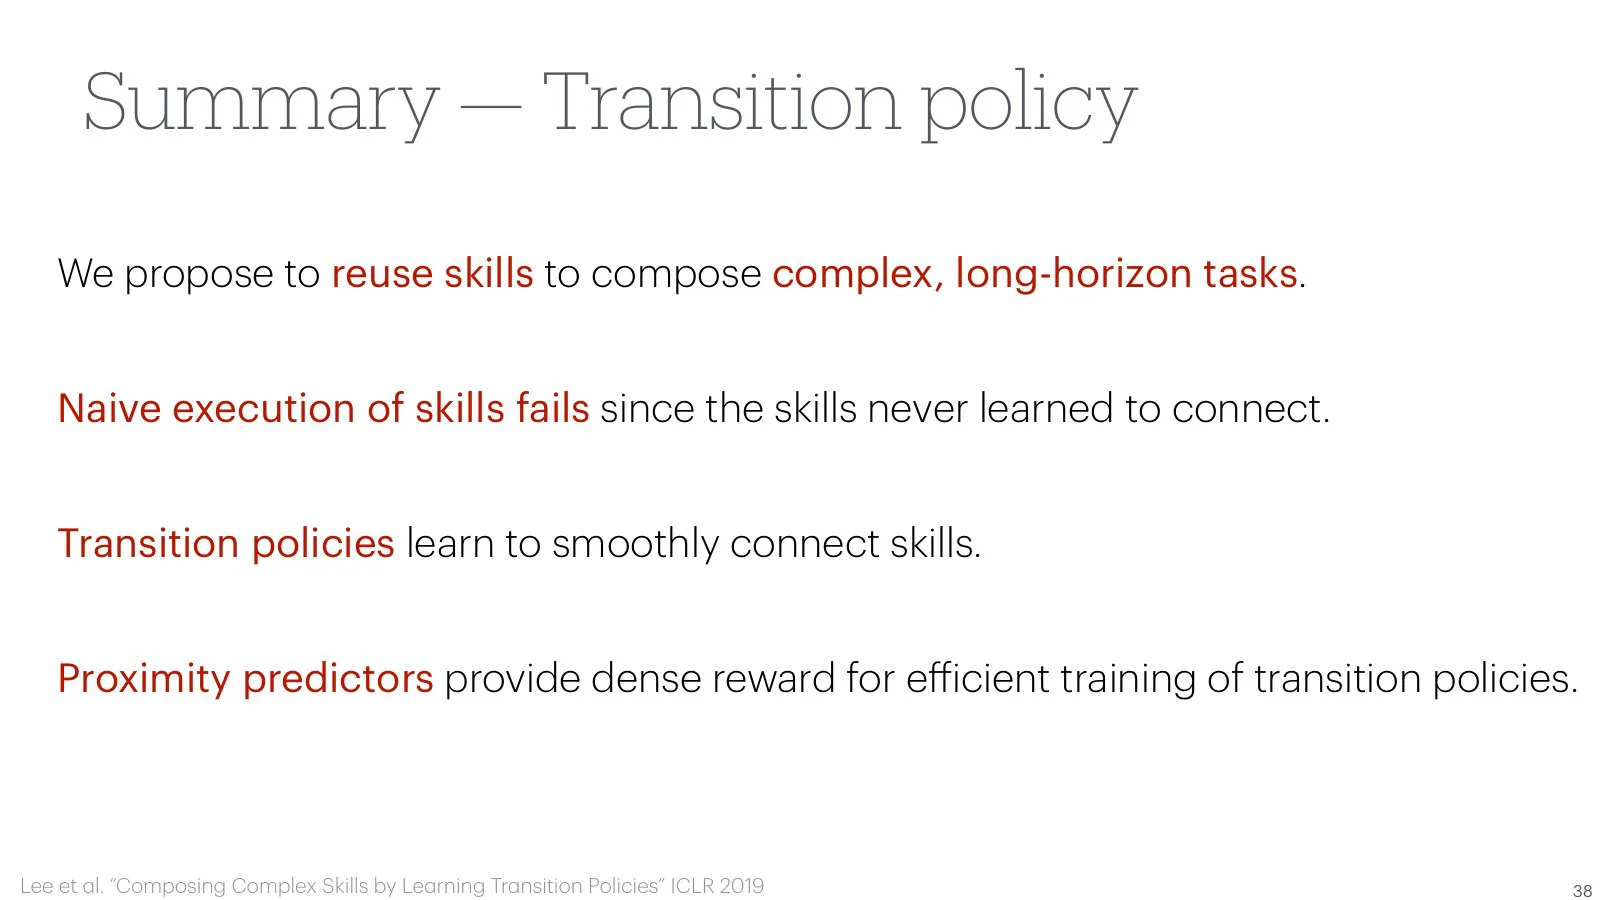 Summary — Transition policy
We propose to reuse skills to compose complex, long-horizon tasks.
Naive execution of skills fails since the skills never learned to connect.
Transition policies learn to smoothly connect skills.
Proximity predictors provide dense reward for efficient training of transition policies.
Lee et al. “Composing Complex Skills by Learning Transition Policies” ICLR 2019
38